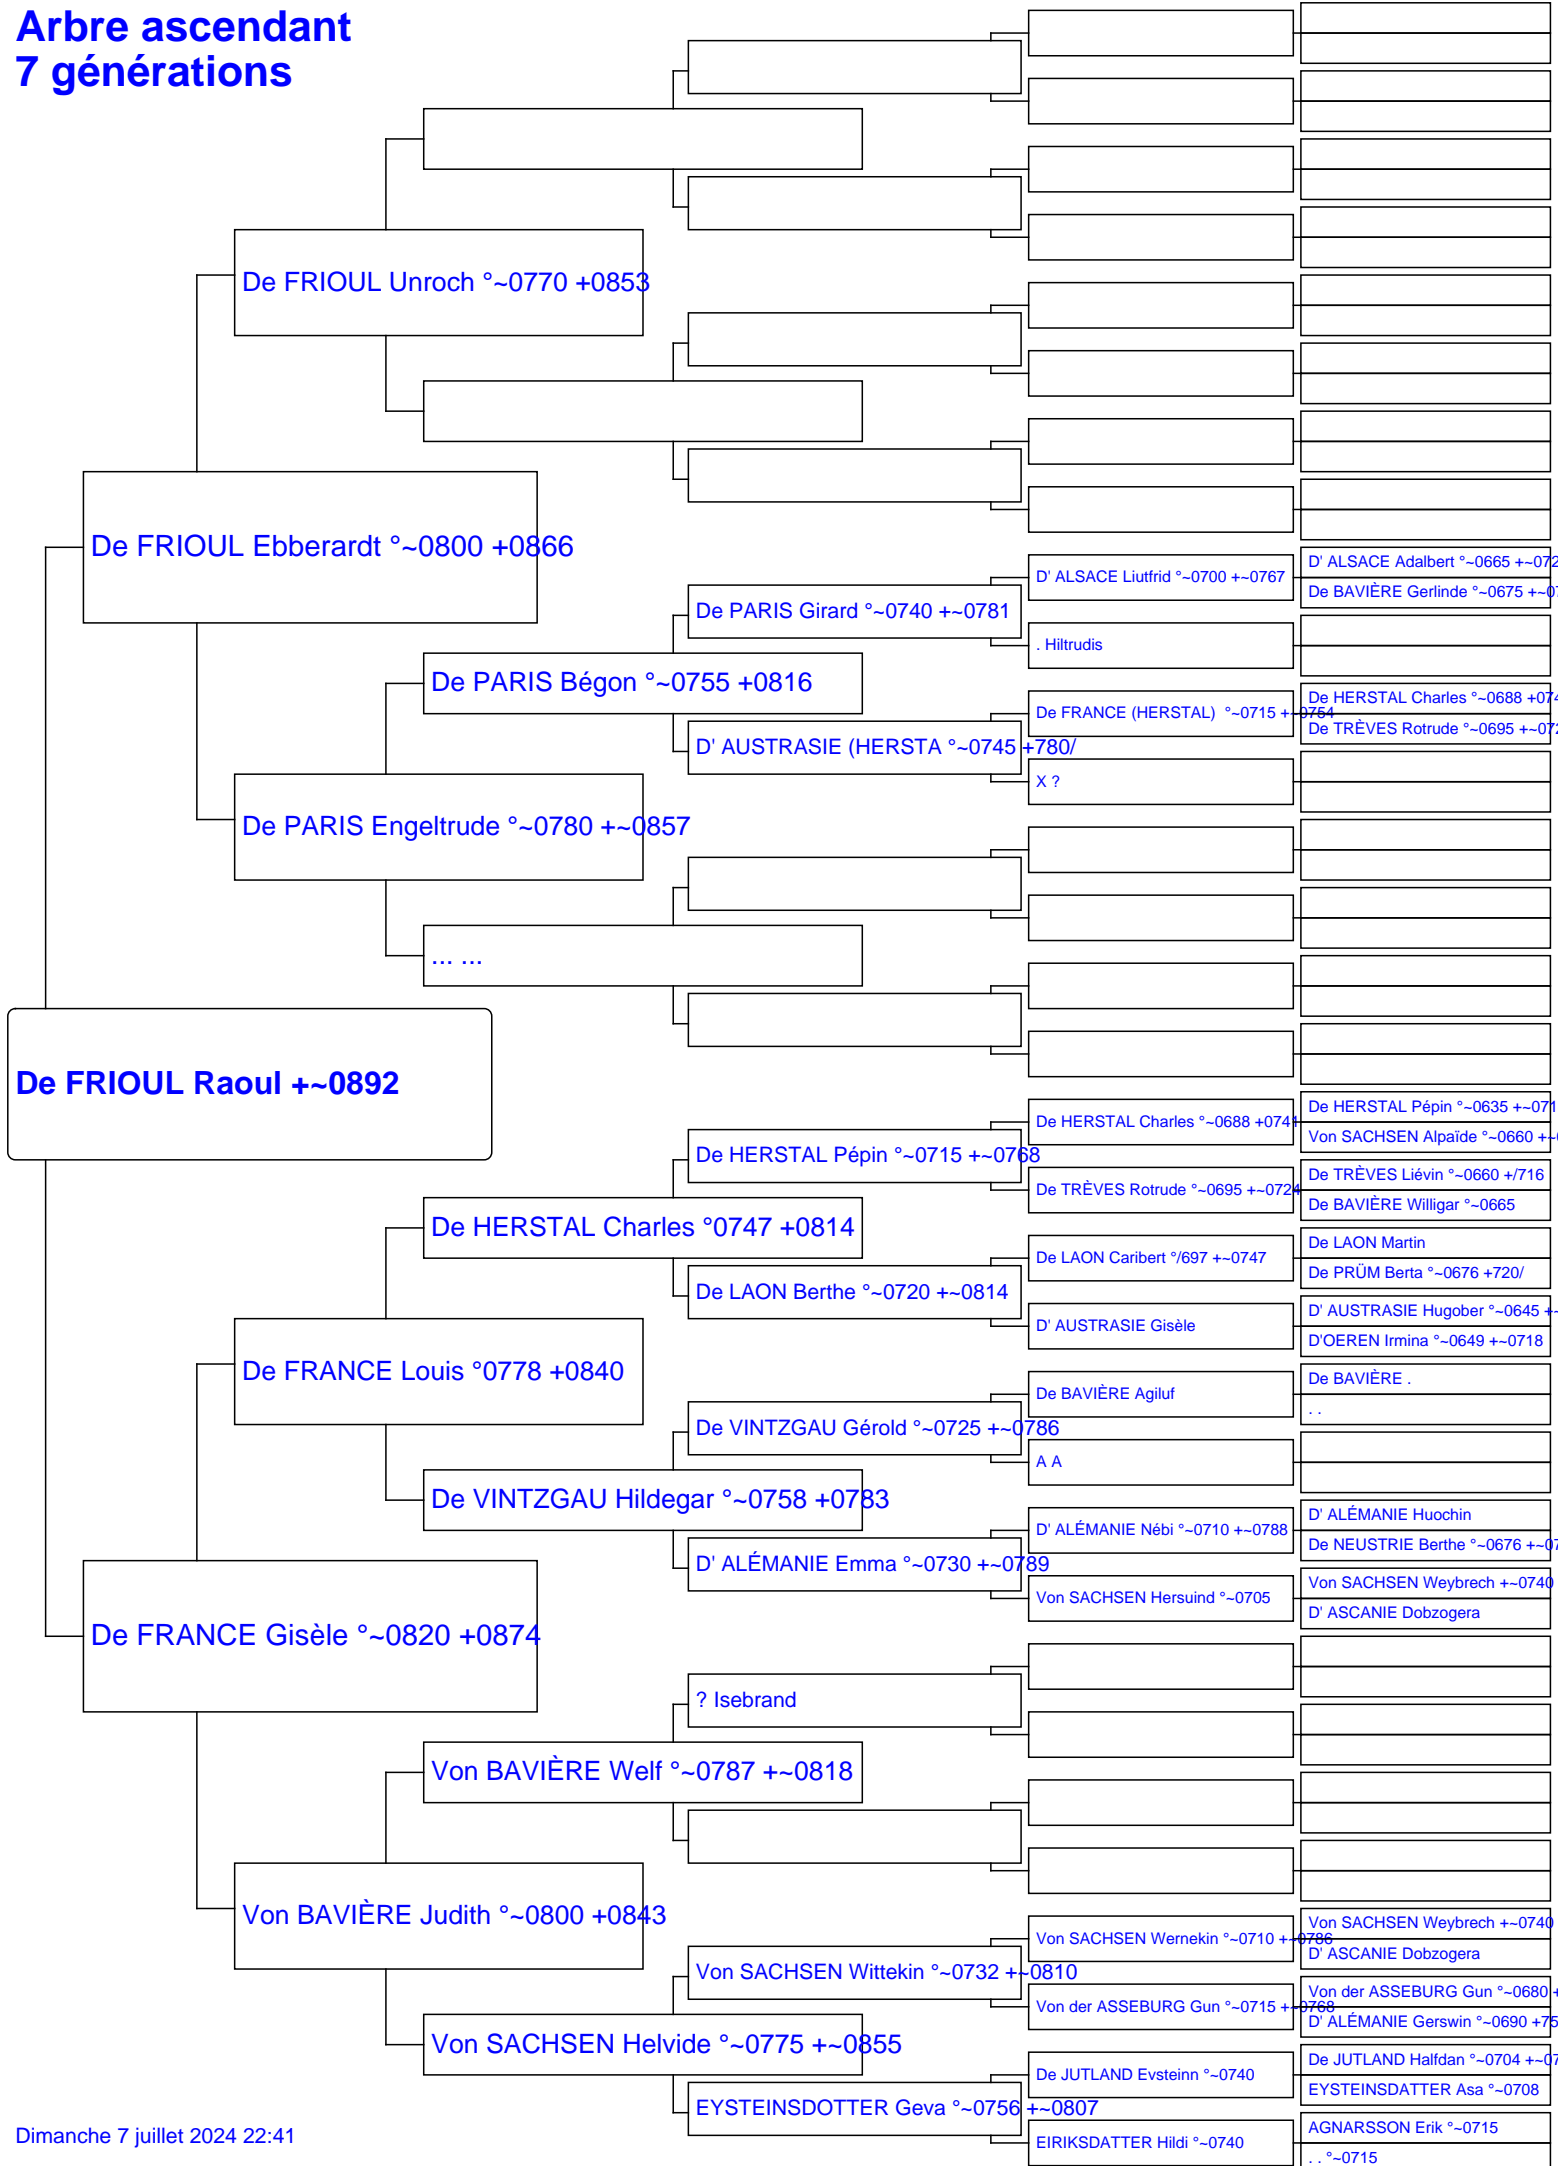 Arbre ascendant
7 générations
De FRIOUL Unroch °~0770 +0853
De FRIOUL Ebberardt °~0800 +0866
D' ALSACE Adalbert °~0665 +~072
D' ALSACE Liutfrid °~0700 +~0767
De BAVIÈRE Gerlinde °~0675 +~07
De PARIS Girard °~0740 +~0781
. Hiltrudis
De PARIS Bégon °~0755 +0816
De HERSTAL Charles °~0688 +074
De FRANCE (HERSTAL) °~0715 +~0754
De TRÈVES Rotrude °~0695 +~072
D' AUSTRASIE (HERSTA °~0745 +780/
X ?
De PARIS Engeltrude °~0780 +~0857
... ...
De FRIOUL Raoul +~0892
De HERSTAL Pépin °~0635 +~071
De HERSTAL Charles °~0688 +0741
Von SACHSEN Alpaïde °~0660 +~
De HERSTAL Pépin °~0715 +~0768
De TRÈVES Liévin °~0660 +/716
De TRÈVES Rotrude °~0695 +~0724
De BAVIÈRE Willigar °~0665
De HERSTAL Charles °0747 +0814
De LAON Martin
De LAON Caribert °/697 +~0747
De PRÜM Berta °~0676 +720/
De LAON Berthe °~0720 +~0814
D' AUSTRASIE Hugober °~0645 +~
D' AUSTRASIE Gisèle
D'OEREN Irmina °~0649 +~0718
De FRANCE Louis °0778 +0840
De BAVIÈRE .
De BAVIÈRE Agiluf
. .
De VINTZGAU Gérold °~0725 +~0786
A A
De VINTZGAU Hildegar °~0758 +0783
D' ALÉMANIE Huochin
D' ALÉMANIE Nébi °~0710 +~0788
De NEUSTRIE Berthe °~0676 +~07
D' ALÉMANIE Emma °~0730 +~0789
Von SACHSEN Weybrech +~0740
Von SACHSEN Hersuind °~0705
D' ASCANIE Dobzogera
De FRANCE Gisèle °~0820 +0874
? Isebrand
Von BAVIÈRE Welf °~0787 +~0818
Von BAVIÈRE Judith °~0800 +0843
Von SACHSEN Weybrech +~0740
Von SACHSEN Wernekin °~0710 +~0786
D' ASCANIE Dobzogera
Von SACHSEN Wittekin °~0732 +~0810
Von der ASSEBURG Gun °~0680 +
Von der ASSEBURG Gun °~0715 +~0768
D' ALÉMANIE Gerswin °~0690 +75
Von SACHSEN Helvide °~0775 +~0855
De JUTLAND Halfdan °~0704 +~07
De JUTLAND Evsteinn °~0740
EYSTEINSDATTER Asa °~0708
EYSTEINSDOTTER Geva °~0756 +~0807
AGNARSSON Erik °~0715
EIRIKSDATTER Hildi °~0740
. . °~0715
Dimanche 7 juillet 2024 22:41